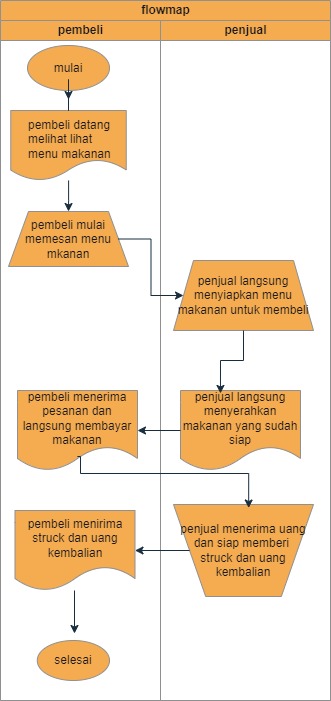 flowmap
pembeli
penjual
mulai
pembeli datang
melihat lihat
menu makanan
pembeli mulai
memesan menu
mkanan
penjual langsung
menyiapkan menu
makanan untuk membeli
penjual langsung
menyerahkan
makanan yang sudah
siap
pembeli menerima
pesanan dan
langsung membayar
makanan
penjual menerima uang
dan siap memberi
struck dan uang
kembalian
pembeli menirima
struck dan uang
kembalian
selesai